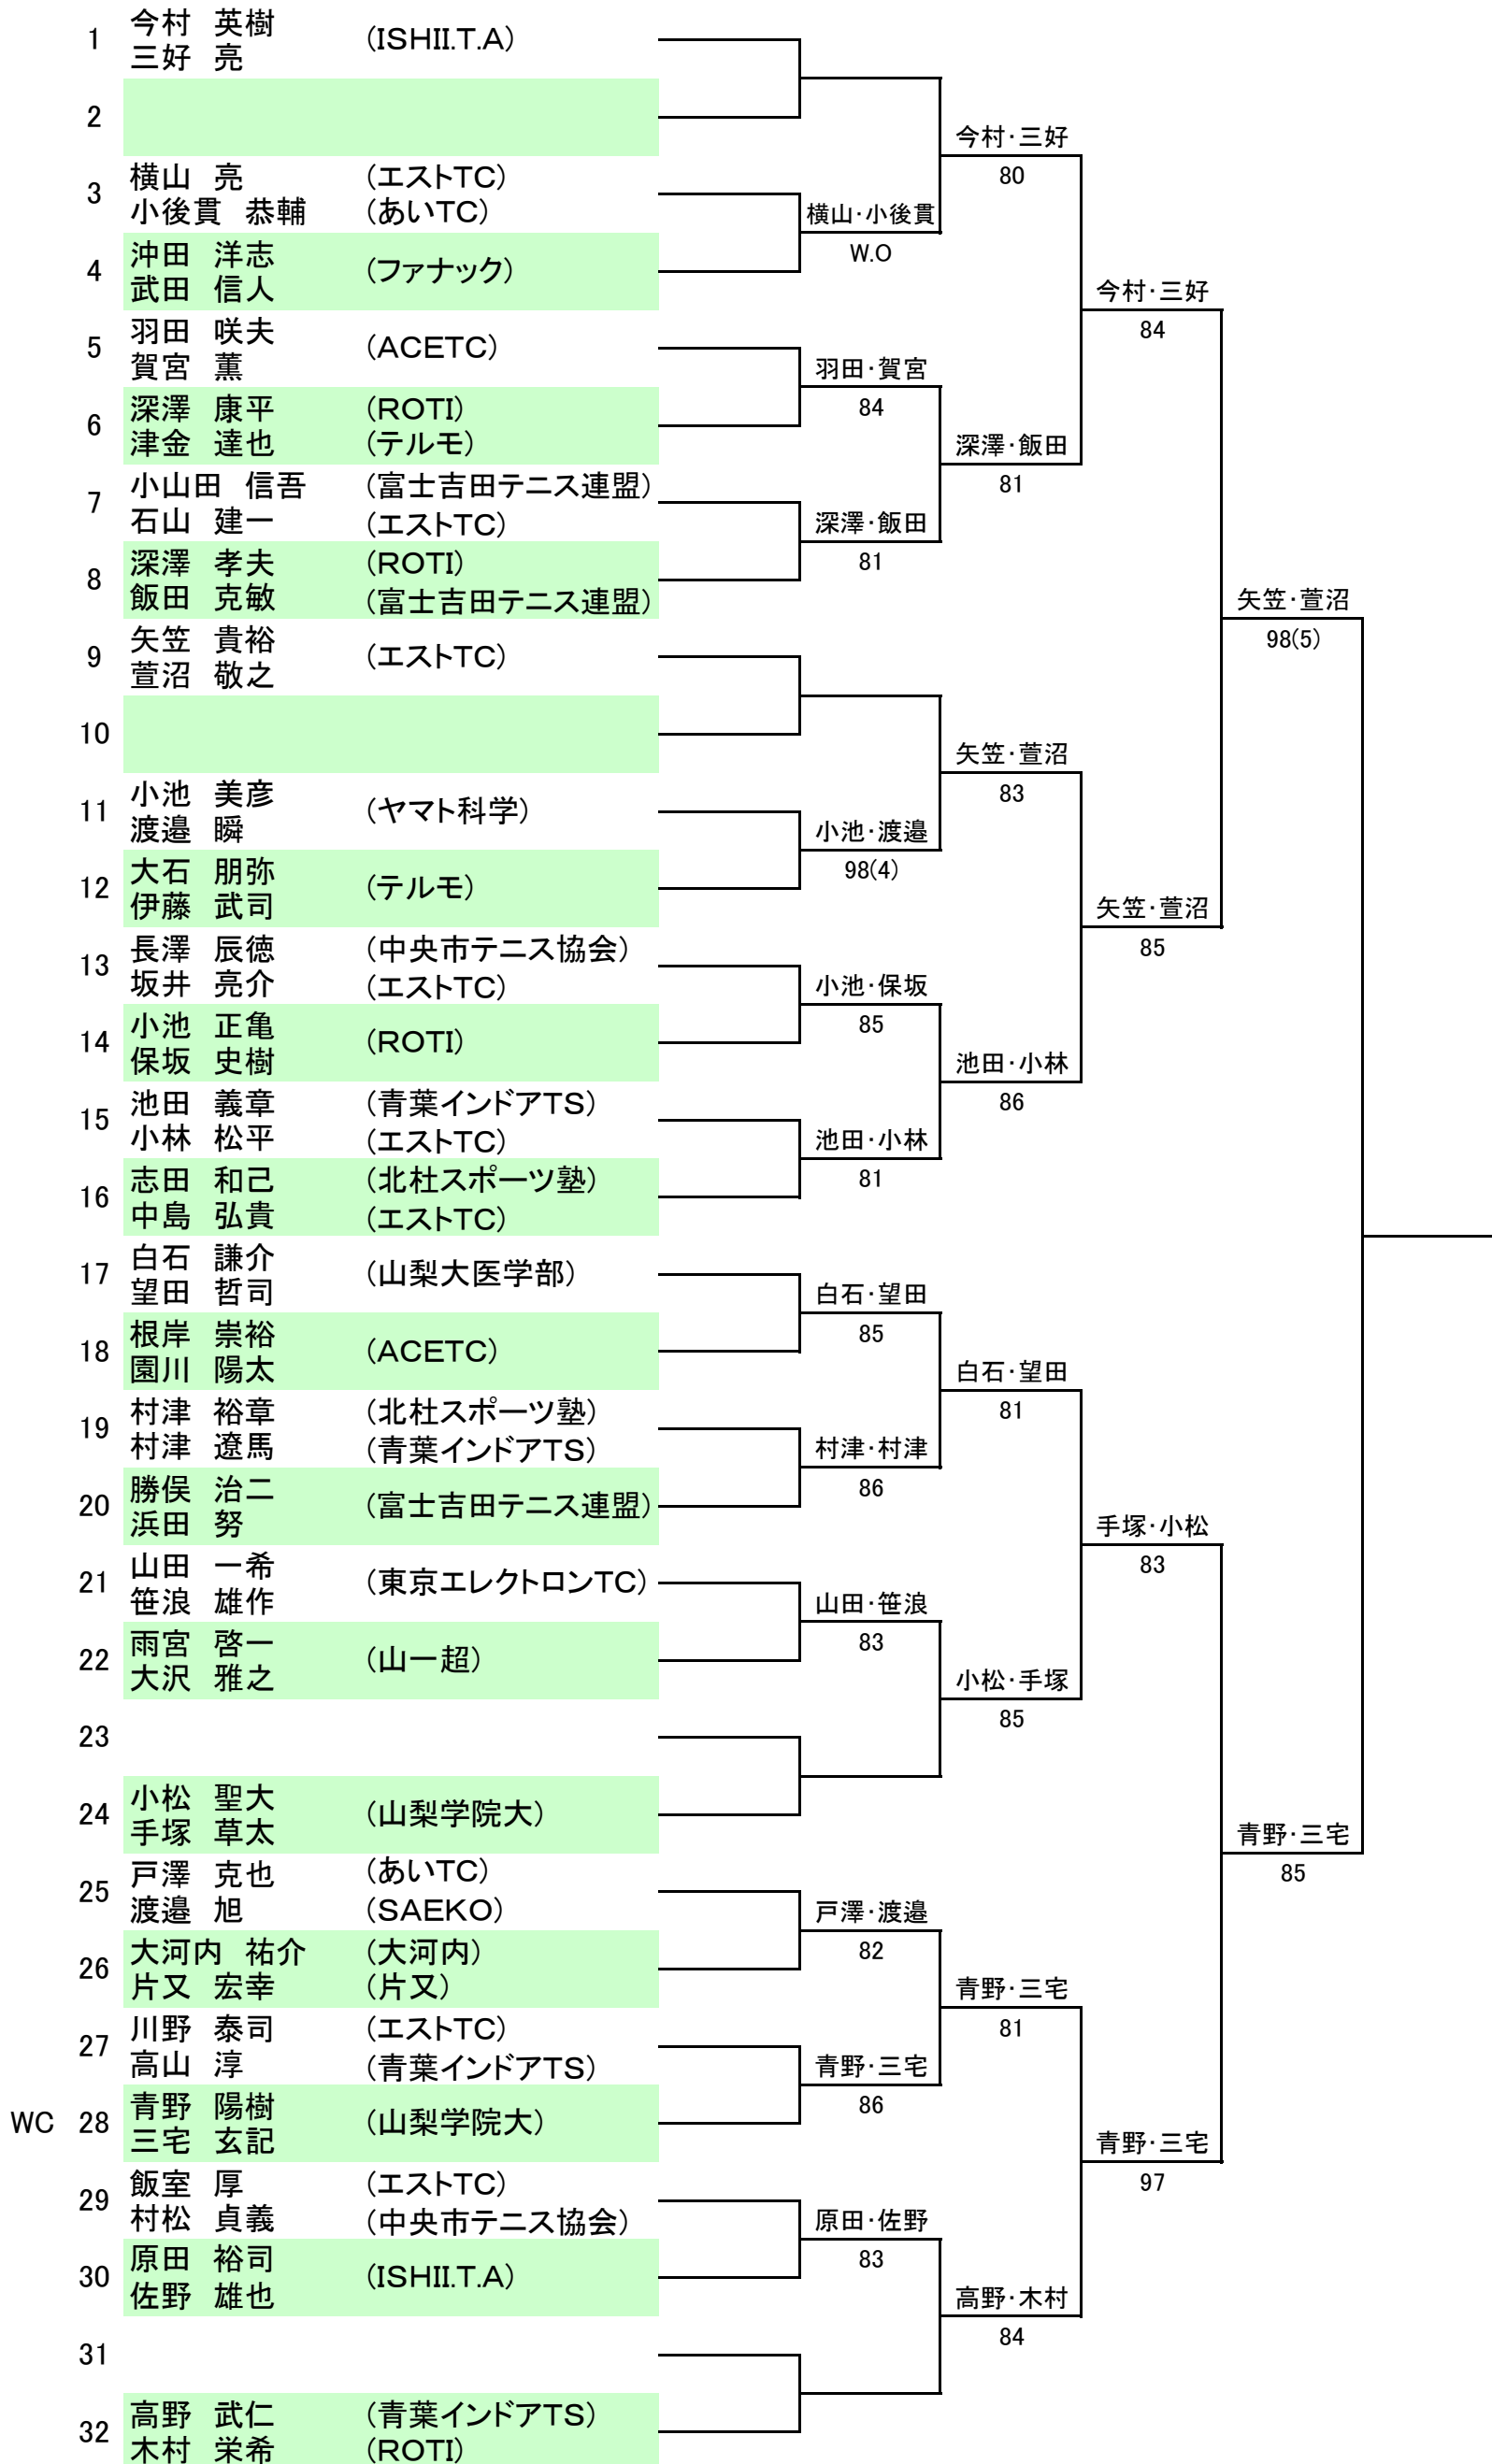 1 今村 英樹 (ISHII.T.A)
三好 亮
2
今村・三好
80
3 横山 亮 (エストTC)
小後貫 恭輔 (あいTC)
横山・小後貫
W.O
4 沖田 洋志 (ファナック)
武田 信人
今村・三好
84
5 羽田 咲夫 (ACETC)
賀宮 薫
羽田・賀宮
84
6 深澤 康平 (ROTI)
津金 達也 (テルモ)
深澤・飯田
81
7 小山田 信吾 (富士吉田テニス連盟)
石山 建一 (エストTC)
深澤・飯田
81
8 深澤 孝夫 (ROTI)
飯田 克敏 (富士吉田テニス連盟)
矢笠・萱沼
98(5)
9 矢笠 貴裕 (エストTC)
萱沼 敬之
10
矢笠・萱沼
83
11 小池 美彦 (ヤマト科学)
渡邉 瞬
小池・渡邉
98(4)
12 大石 朋弥 (テルモ)
伊藤 武司
矢笠・萱沼
85
13 長澤 辰徳 (中央市テニス協会)
坂井 亮介 (エストTC)
小池・保坂
85
14 小池 正亀 (ROTI)
保坂 史樹
池田・小林
86
15 池田 義章 (青葉インドアTS)
小林 松平 (エストTC)
池田・小林
81
16 志田 和己 (北杜スポーツ塾)
中島 弘貴 (エストTC)
17 白石 謙介 (山梨大医学部)
望田 哲司
白石・望田
85
18 根岸 崇裕 (ACETC)
園川 陽太
白石・望田
81
19 村津 裕章 (北杜スポーツ塾)
村津 遼馬 (青葉インドアTS)
村津・村津
86
20 勝俣 治二 (富士吉田テニス連盟)
浜田 努
手塚・小松
83
21 山田 一希 (東京エレクトロンTC)
笹浪 雄作
山田・笹浪
83
22 雨宮 啓一 (山一超)
大沢 雅之
小松・手塚
85
23
24 小松 聖大 (山梨学院大)
手塚 草太
青野・三宅
85
25 戸澤 克也 (あいTC)
渡邉 旭 (SAEKO)
戸澤・渡邉
82
26 大河内 祐介 (大河内)
片又 宏幸 (片又)
青野・三宅
81
27 川野 泰司 (エストTC)
高山 淳 (青葉インドアTS)
青野・三宅
86
WC 28 青野 陽樹 (山梨学院大)
三宅 玄記
青野・三宅
97
29 飯室 厚 (エストTC)
村松 貞義 (中央市テニス協会)
原田・佐野
83
30 原田 裕司 (ISHII.T.A)
佐野 雄也
高野・木村
84
31
32 高野 武仁 (青葉インドアTS)
木村 栄希 (ROTI)